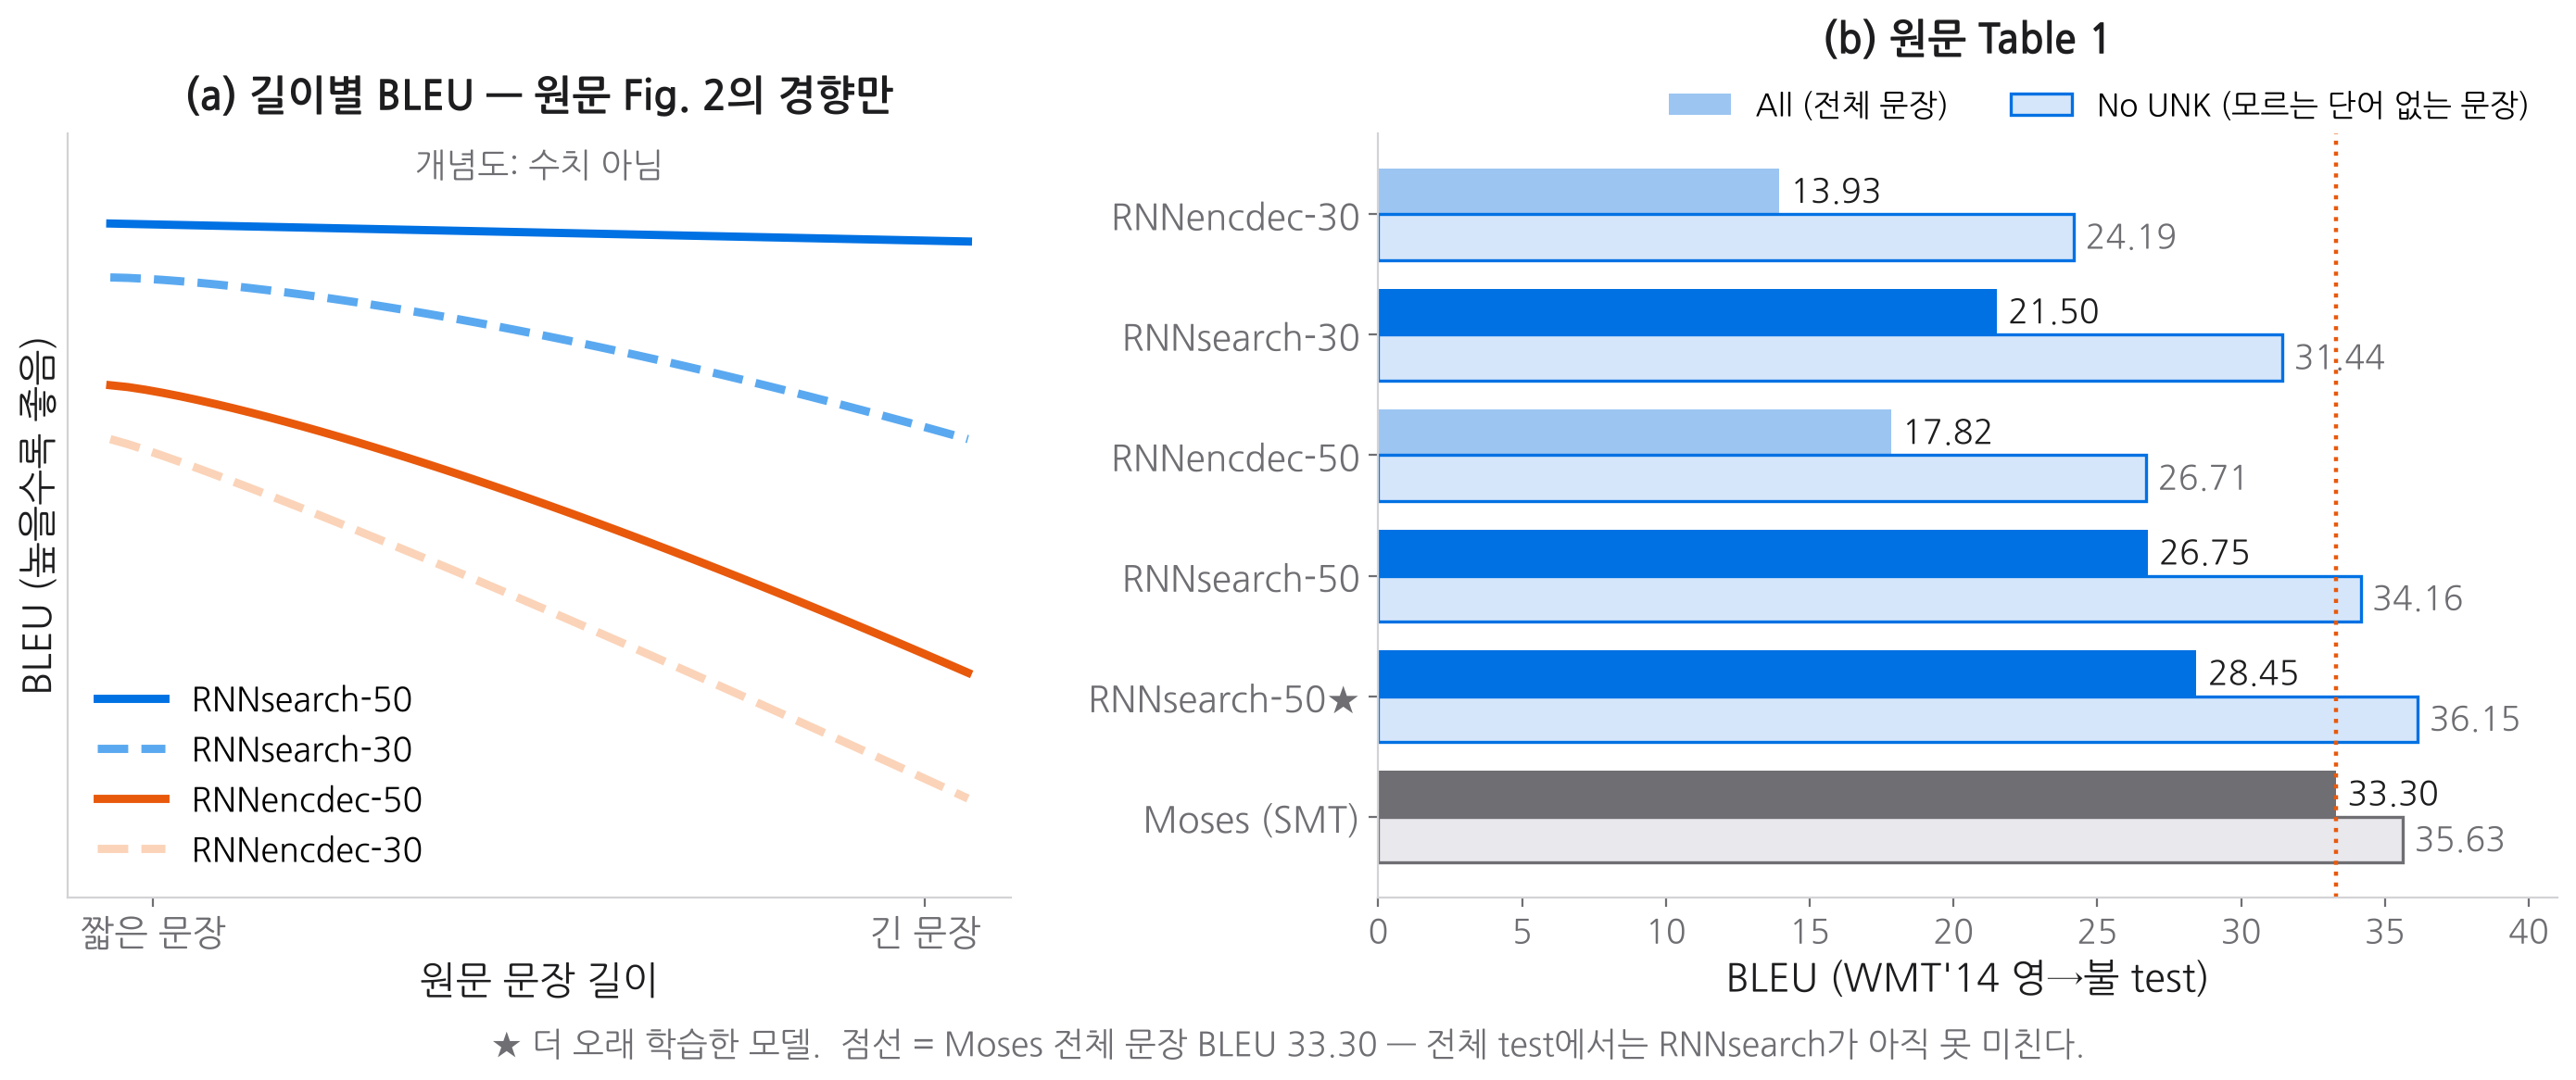 (a) 길이별 BLEU — 원문 Fig. 2의 경향만
개념도: 수치 아님
BLEU (높을수록 좋음)
RNNsearch-50
RNNsearch-30
RNNencdec-50
RNNencdec-30
짧은 문장
긴 문장
원문 문장 길이
(b) 원문 Table 1
All (전체 문장)
No UNK (모르는 단어 없는 문장)
RNNencdec-30
13.93
24.19
RNNsearch-30
21.50
31.44
RNNencdec-50
17.82
26.71
RNNsearch-50
26.75
34.16
RNNsearch-50★
28.45
36.15
Moses (SMT)
33.30
35.63
0 5 10 15 20 25 30 35 40
BLEU (WMT'14 영→불 test)
★ 더 오래 학습한 모델. 점선 = Moses 전체 문장 BLEU 33.30 — 전체 test에서는 RNNsearch가 아직 못 미친다.